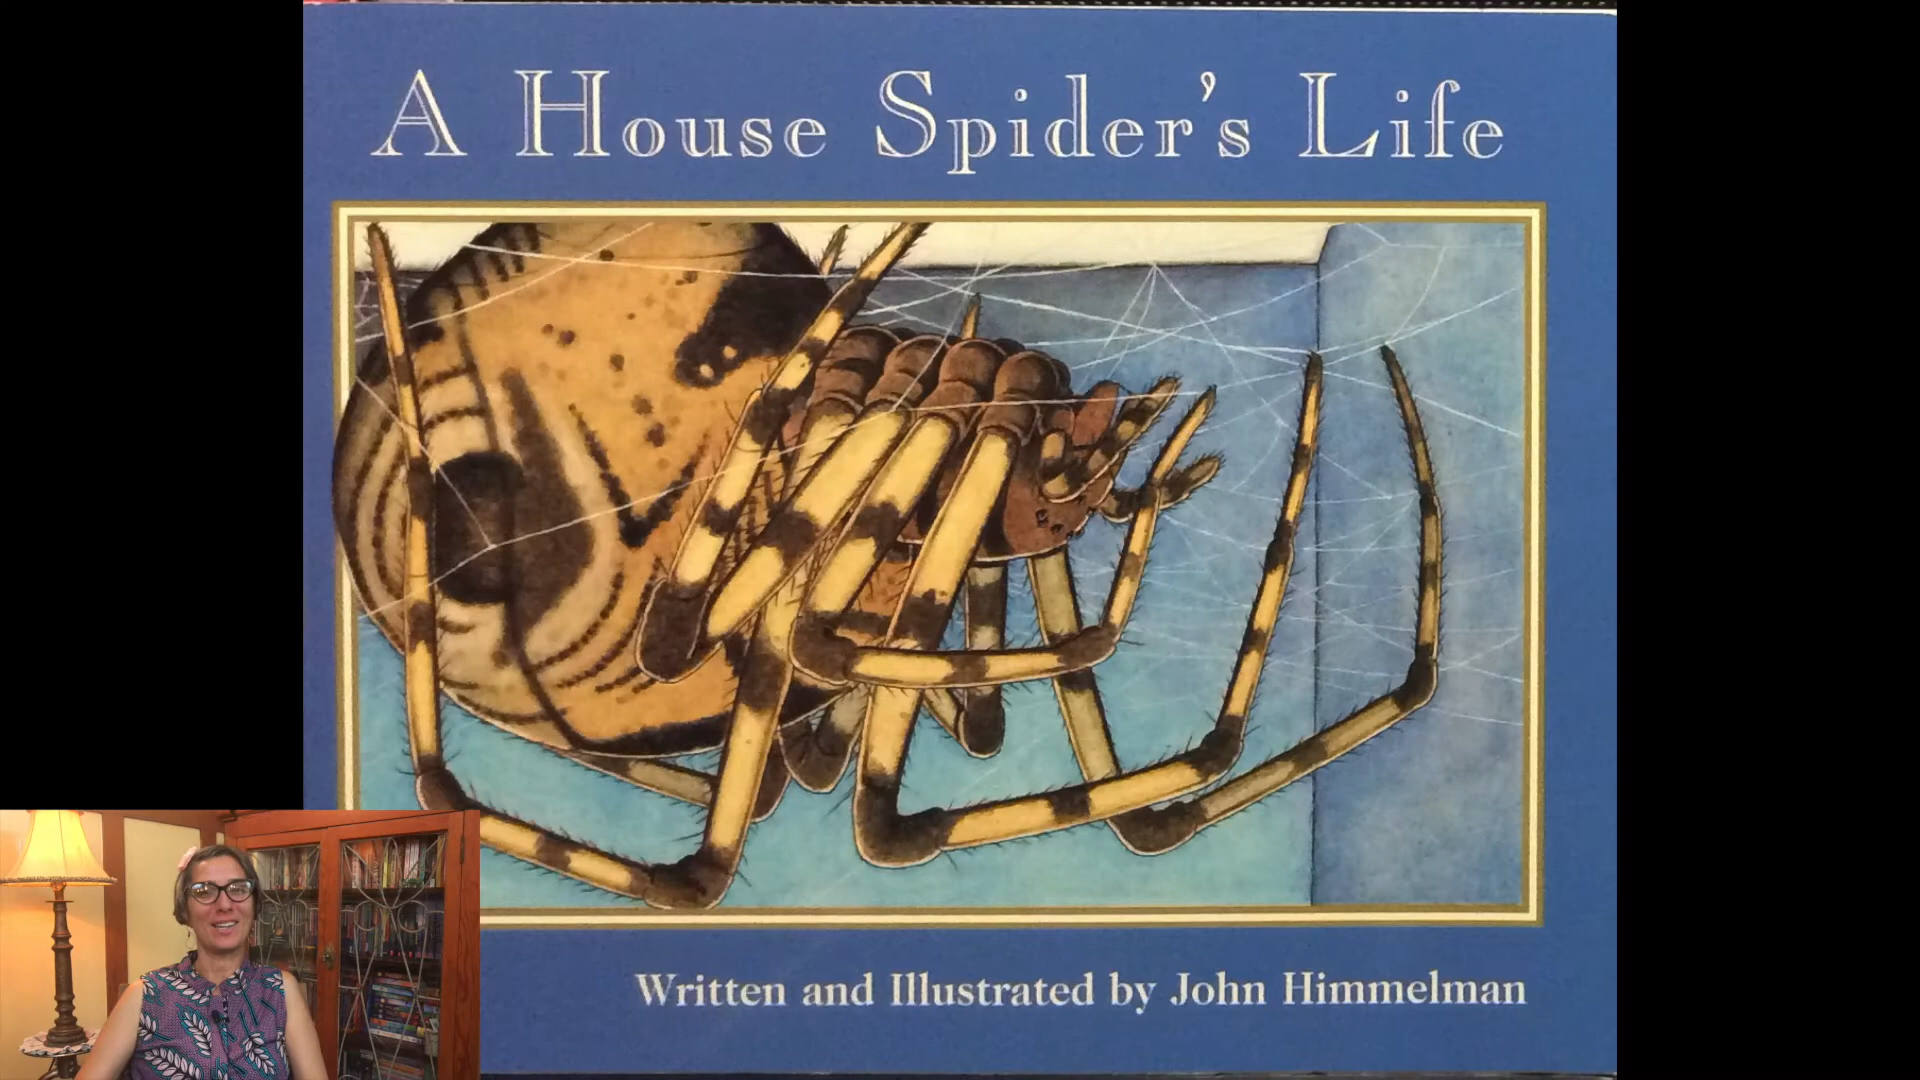 A House Spider's Life
Written and Illustrated by John Himmelman